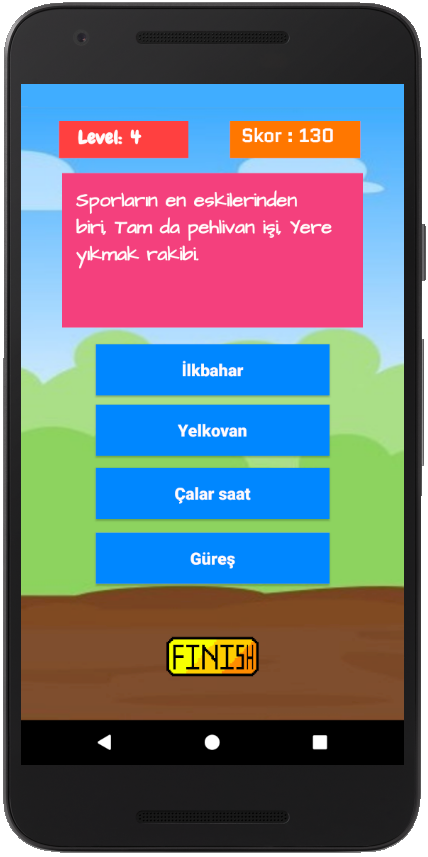 Level: 4
Skor : 130
Sporların en eskilerinden
biri, Tam da pehlivan işi, Yere
yıkmak rakibi.
İlkbahar
Yelkovan
Çalar saat
Güreş
FINISH